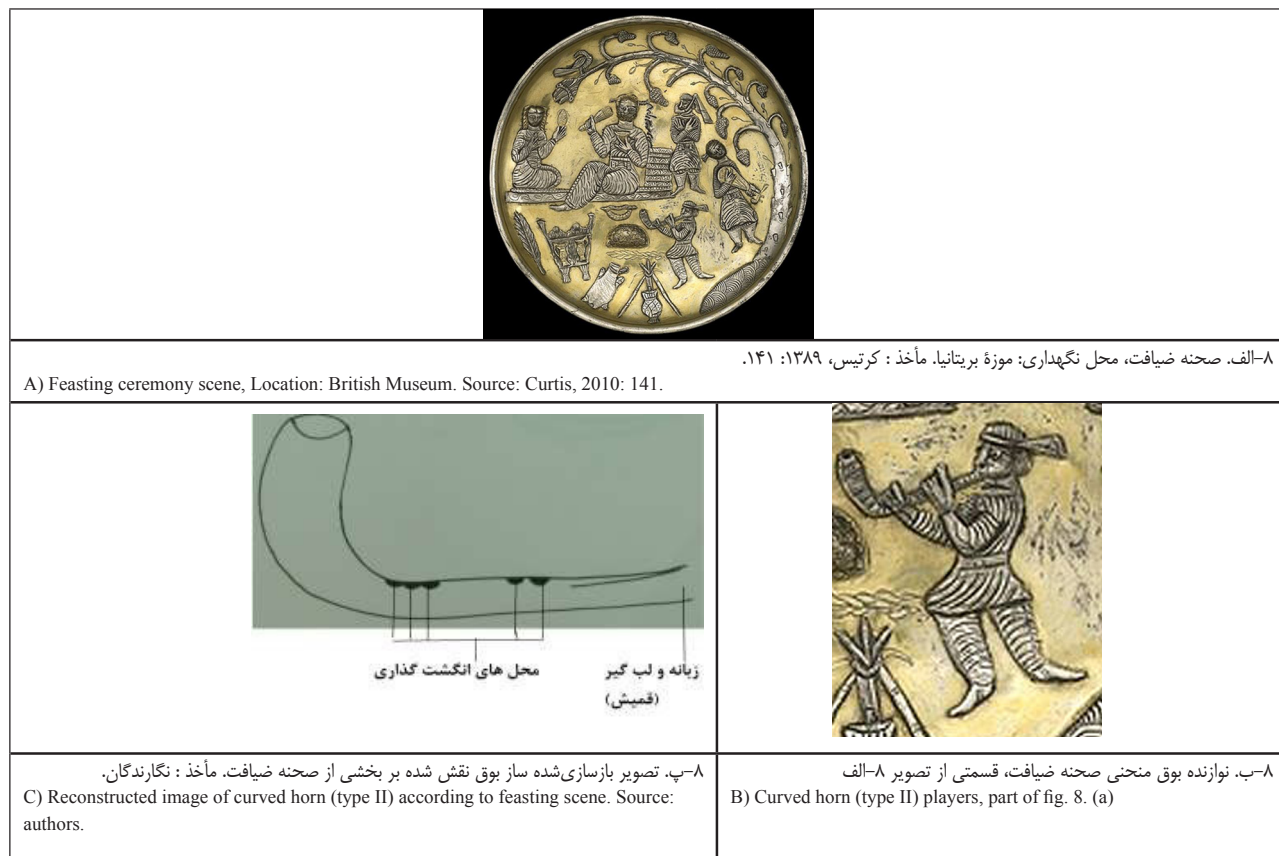 ۸-الف. صحنه ضیافت، محل نگهداری: موزۀ بریتانیا. مأخذ : کرتیس، ۱۳۸۹: ۱۴۱.
A) Feasting ceremony scene, Location: British Museum. Source: Curtis, 2010: 141.
محل های انگشت گذاری
زبانه و لب گیر
(قمیش)
۸-ب. نوازنده بوق منحنی صحنه ضیافت، قسمتی از تصویر ۸-الف
B) Curved horn (type II) players, part of fig. 8. (a)
۸-پ. تصویر بازسازی‌شده ساز بوق نقش شده بر بخشی از صحنه ضیافت. مأخذ : نگارندگان.
C) Reconstructed image of curved horn (type II) according to feasting scene. Source:
authors.